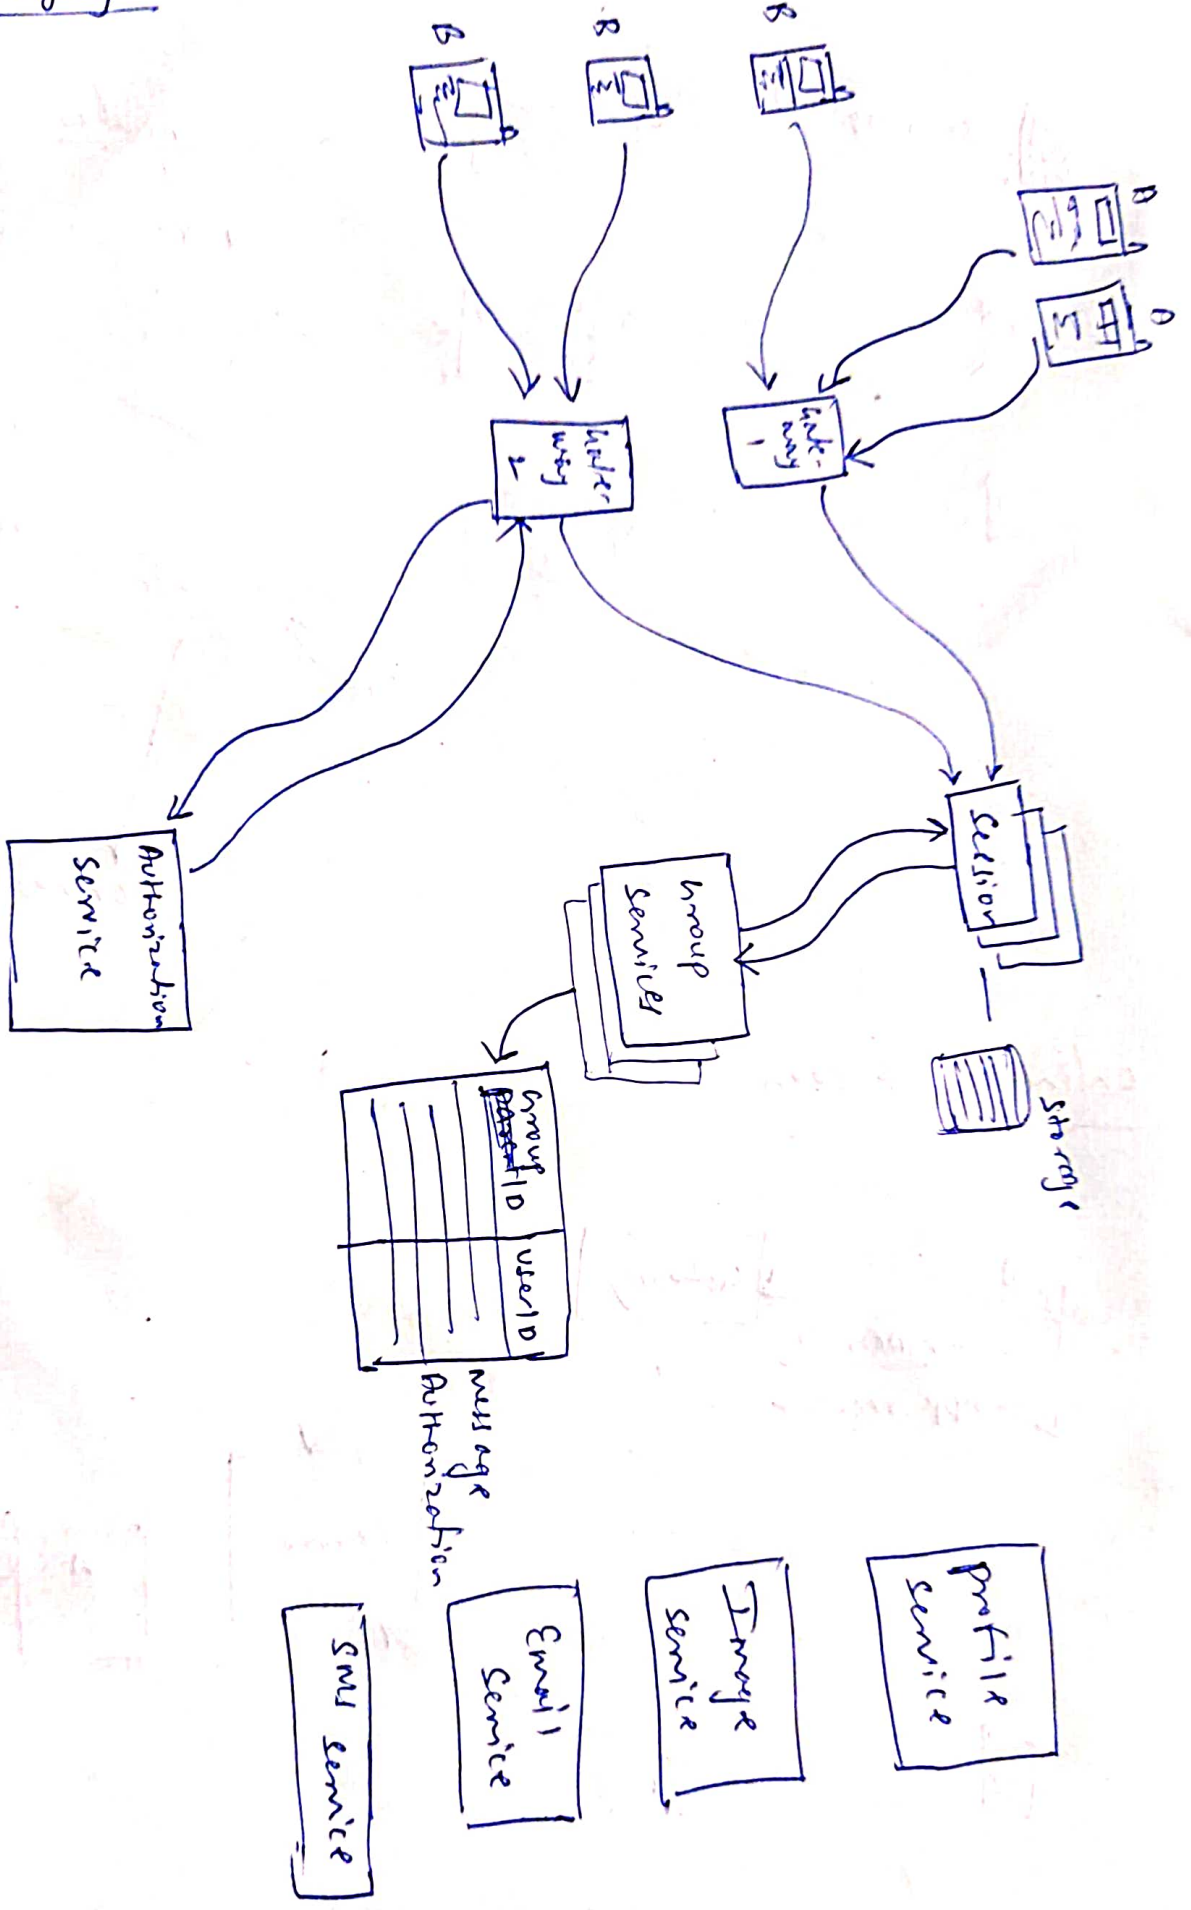 B
B
B
B
B
Gate-
way
1
Gate
way
2
Session
Storage
Group
services
Authorization
Service
Group
ID
UserID
Message
Authorization
Profile
service
Image
service
Email
Service
SMS Service